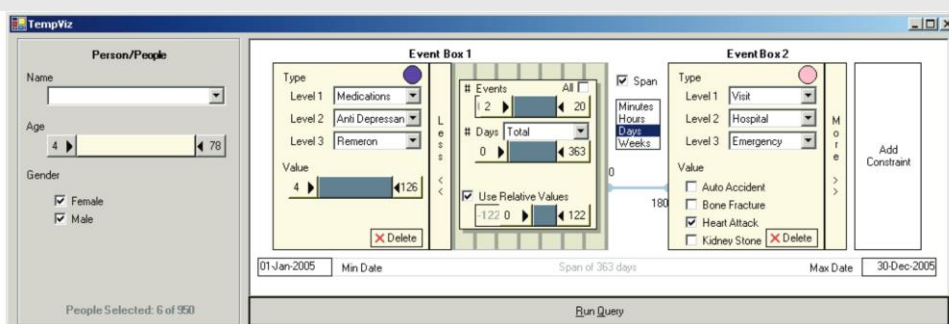 TempViz
Person/People
Name
Age
4 78
Gender
Female
Male
People Selected: 6 of 950
Event Box 1
Type
Level 1 Medications
Level 2 Anti Depressan
Level 3 Remeron
Value
4 126
Delete
Less <<
# Events All
2 20
# Days Total
0 363
Use Relative Values
-122 0 122
Span
Minutes
Hours
Days
Weeks
0
180
Event Box 2
Type
Level 1 Visit
Level 2 Hospital
Level 3 Emergency
Value
Auto Accident
Bone Fracture
Heart Attack
Kidney Stone Delete
More >>
Add
Constraint
01-Jan-2005 Min Date Span of 363 days Max Date 30-Dec-2005
Run Query